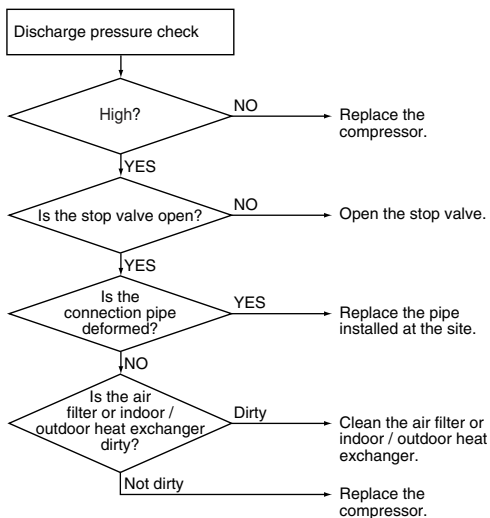 Discharge pressure check
High?
NO
Replace the
compressor.
YES
Is the stop valve open?
NO
Open the stop valve.
YES
Is the
connection pipe
deformed?
YES
Replace the pipe
installed at the site.
NO
Is the air
filter or indoor /
outdoor heat exchanger
dirty?
Dirty
Clean the air filter or
indoor / outdoor heat
exchanger.
Not dirty
Replace the
compressor.